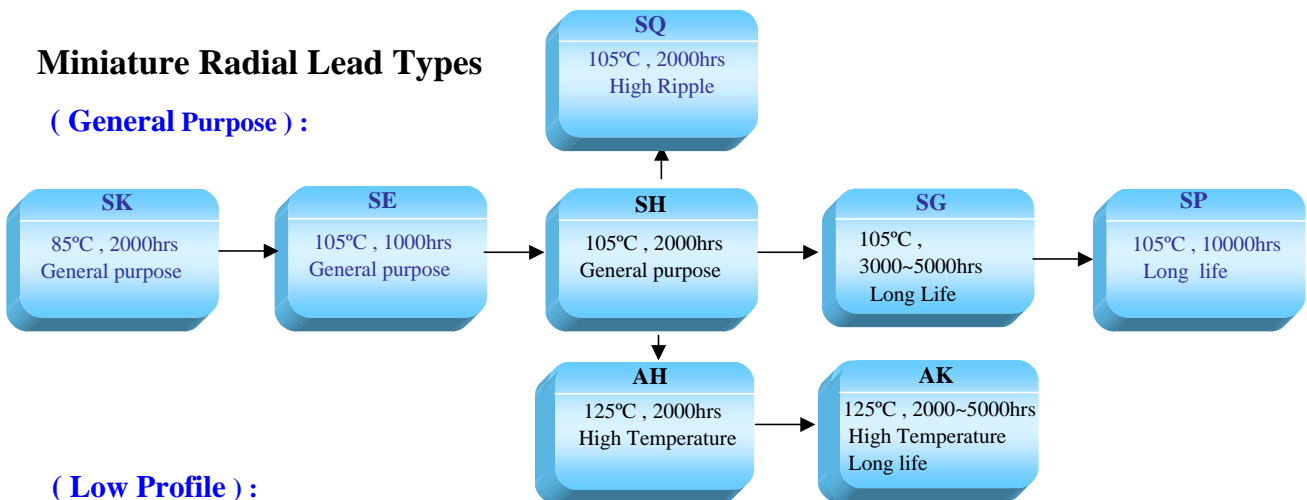 Miniature Radial Lead Types
( General Purpose ) :
SQ
105ºC , 2000hrs
High Ripple
SK
85ºC , 2000hrs
General purpose
SE
105ºC , 1000hrs
General purpose
SH
105ºC , 2000hrs
General purpose
SG
105ºC ,
3000~5000hrs
Long Life
SP
105ºC , 10000hrs
Long life
AH
125ºC , 2000hrs
High Temperature
AK
125ºC , 2000~5000hrs
High Temperature
Long life
( Low Profile ) :